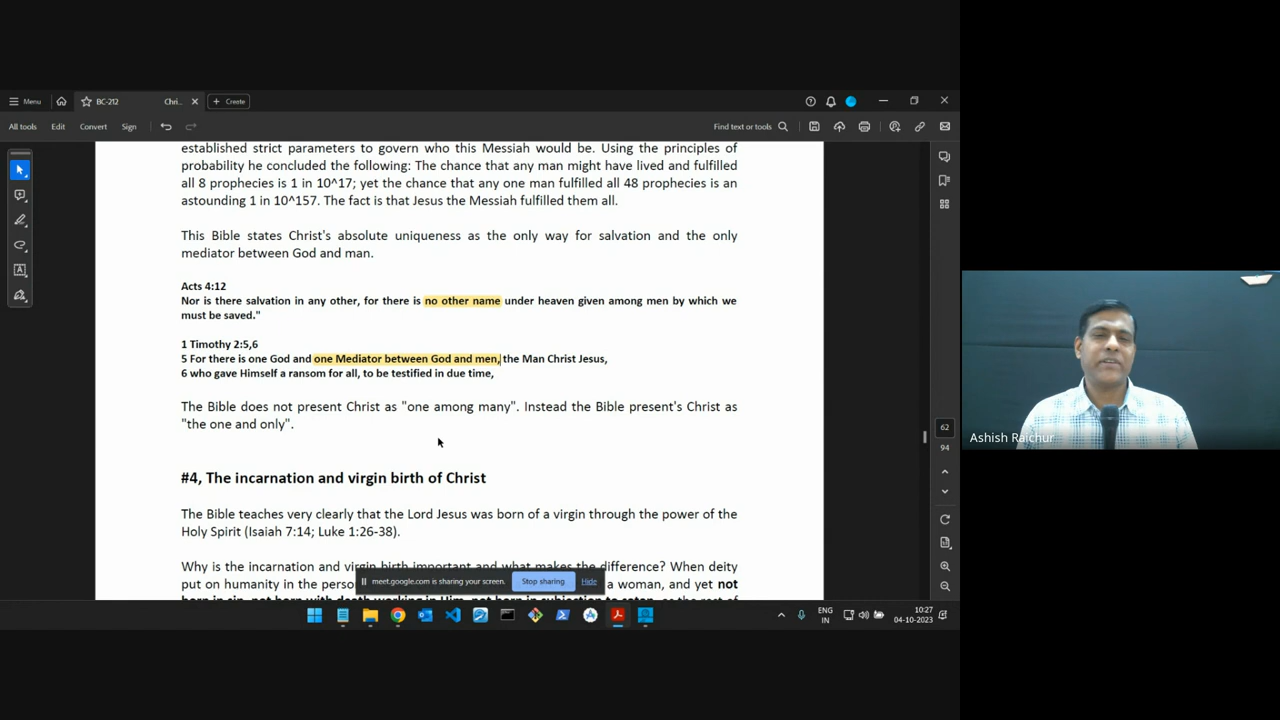 Menu
BC-212
Chri...
Create
All tools
Edit
Convert
Sign
Find text or tools
established strict parameters to govern who this Messiah would be. Using the principles of
probability he concluded the following: The chance that any man might have lived and fulfilled
all 8 prophecies is 1 in 10^17; yet the chance that any one man fulfilled all 48 prophecies is an
astounding 1 in 10^157. The fact is that Jesus the Messiah fulfilled them all.
This Bible states Christ's absolute uniqueness as the only way for salvation and the only
mediator between God and man.
Acts 4:12
Nor is there salvation in any other, for there is no other name under heaven given among men by which we
must be saved."
1 Timothy 2:5,6
5 For there is one God and one Mediator between God and men, the Man Christ Jesus,
6 who gave Himself a ransom for all, to be testified in due time,
The Bible does not present Christ as "one among many". Instead the Bible present's Christ as
"the one and only".
#4, The incarnation and virgin birth of Christ
The Bible teaches very clearly that the Lord Jesus was born of a virgin through the power of the
Holy Spirit (Isaiah 7:14; Luke 1:26-38).
Why is the incarnation and virgin birth important and what makes the difference? When deity
put on humanity in the perso
a woman, and yet not
meet.google.com is sharing your screen.
Stop sharing
Hide
62
94
Ashish Raichur
ENG
IN
10:27
04-10-2023